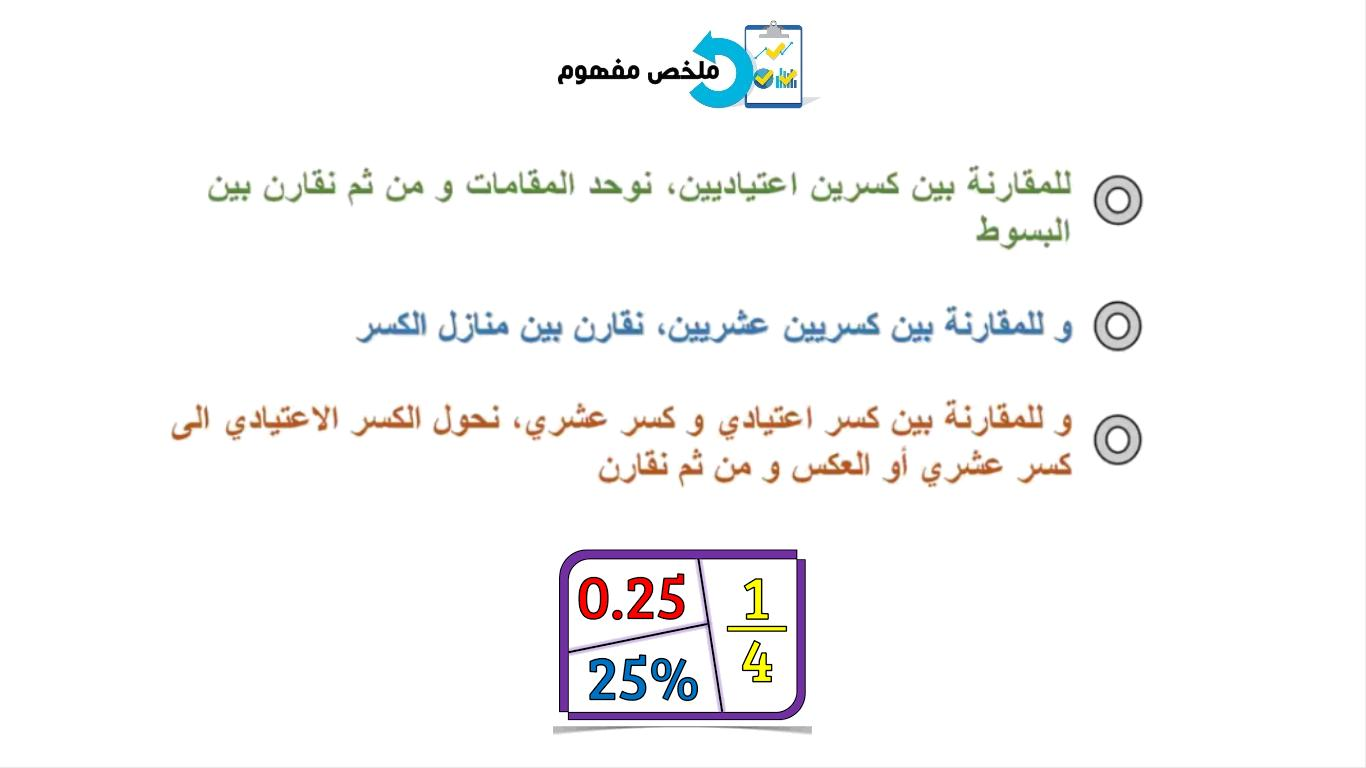 ملخص مفهوم
للمقارنة بين كسرين اعتياديين، نوحد المقامات و من ثم نقارن بين
البسوط
و للمقارنة بين كسريين عشريين، نقارن بين منازل الكسر
و للمقارنة بين كسر اعتيادي و كسر عشري، نحول الكسر الاعتيادي الى
كسر عشري أو العكس و من ثم نقارن
0.25
1
4
25%